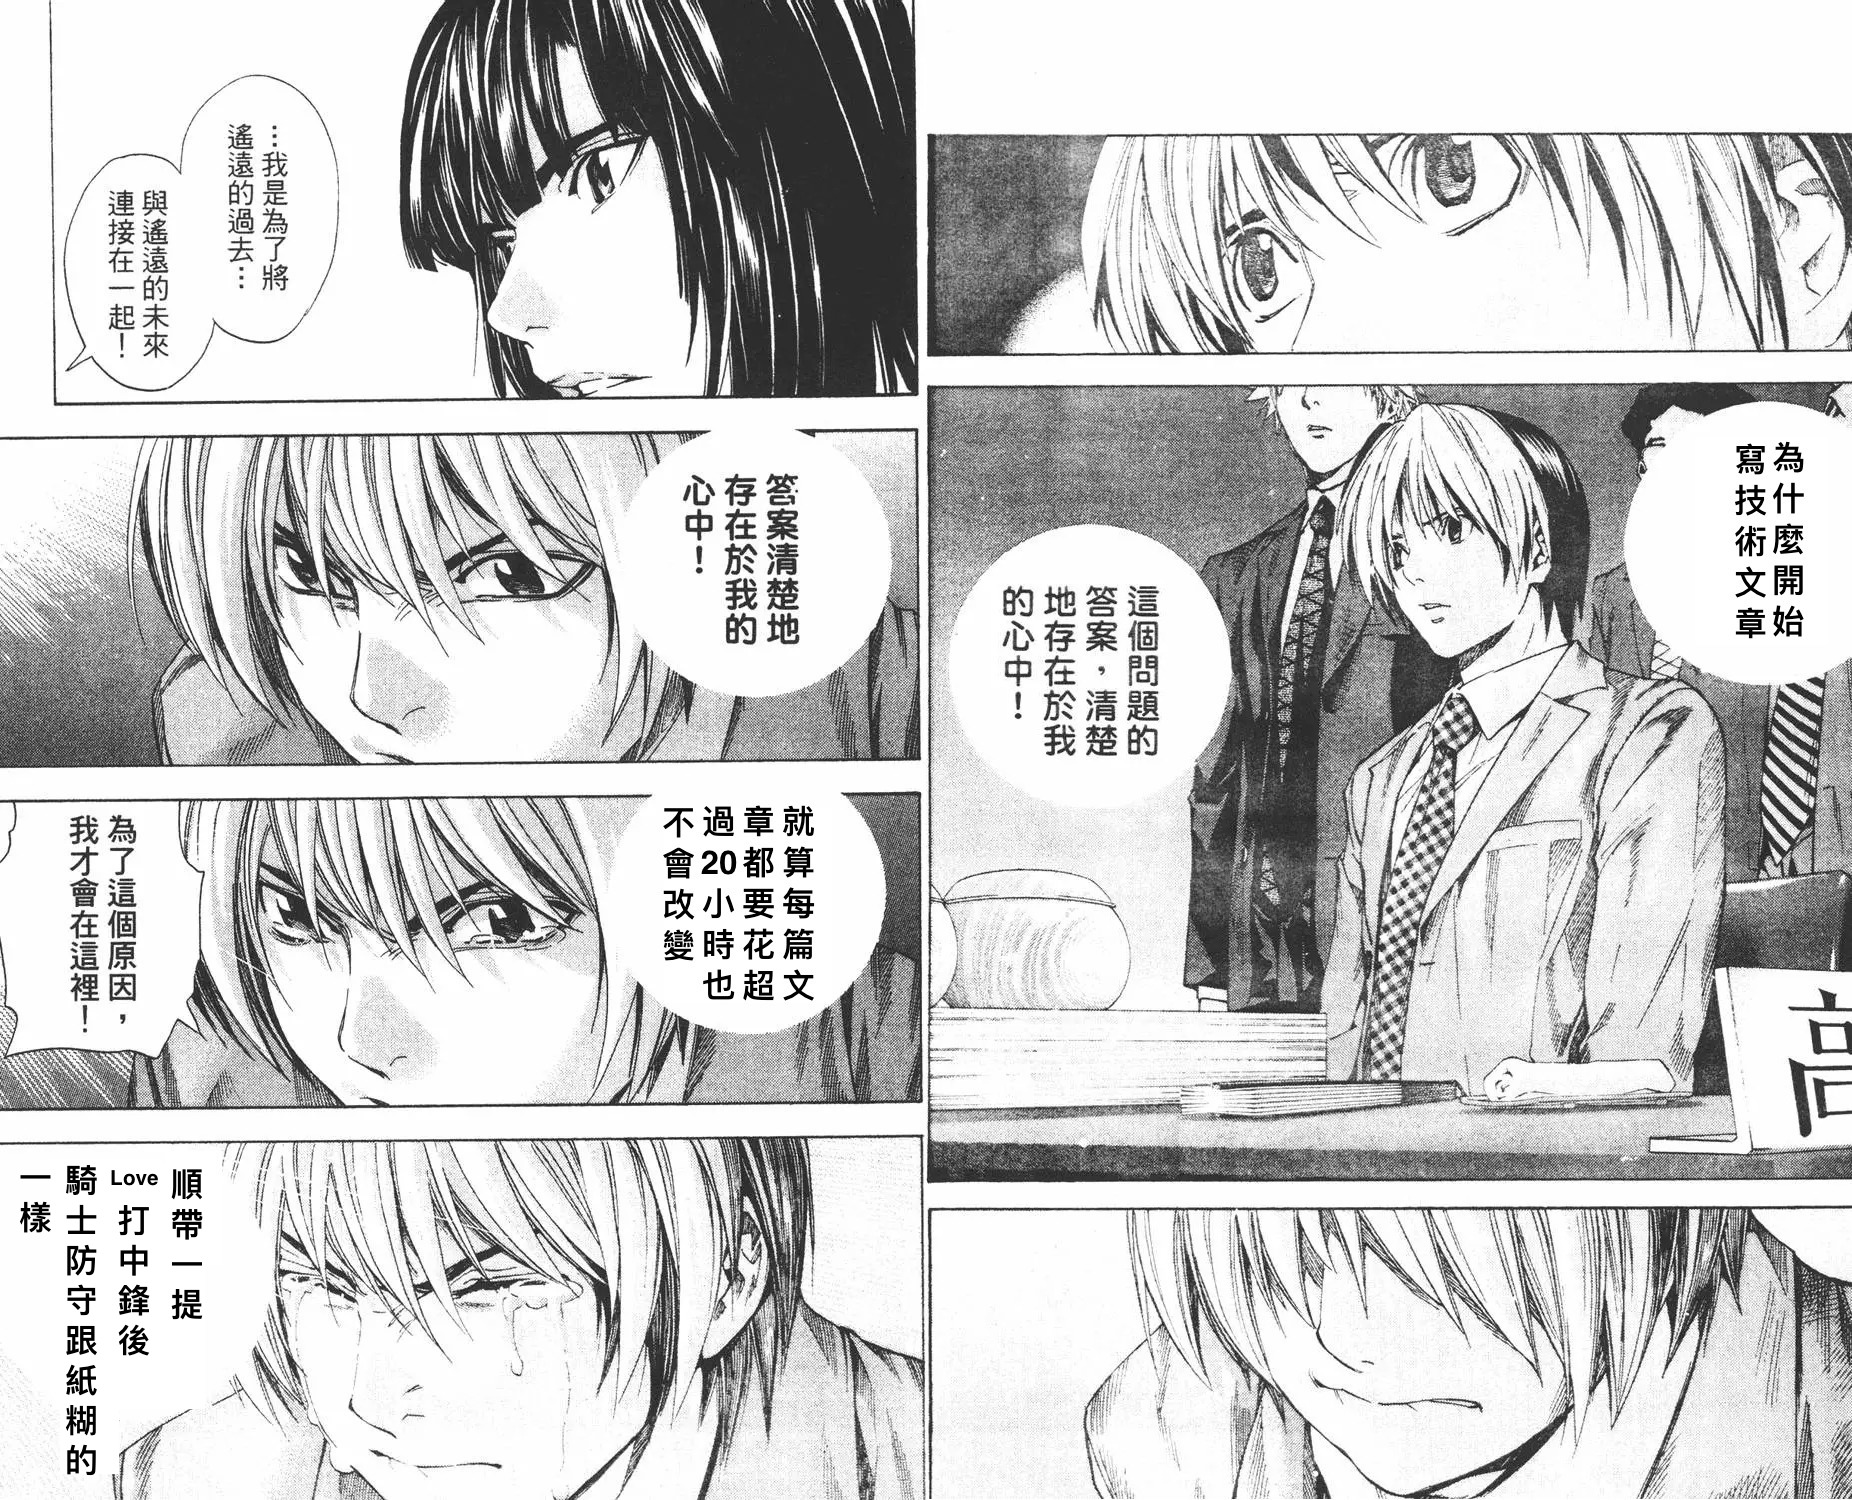 為什麼開始
寫技術文章
這個問題的
答案，清楚
地存在於我
的心中！
…我是為了將
遙遠的過去…
與遙遠的未來
連接在一起！
答案清楚地
存在於我的
心中！
就算每篇文
章都要花超
過20小時也
不會改變
為了這個原因，
我才會在這裡！
順帶一提
Love打中鋒後
騎士防守跟紙糊的
一樣
高